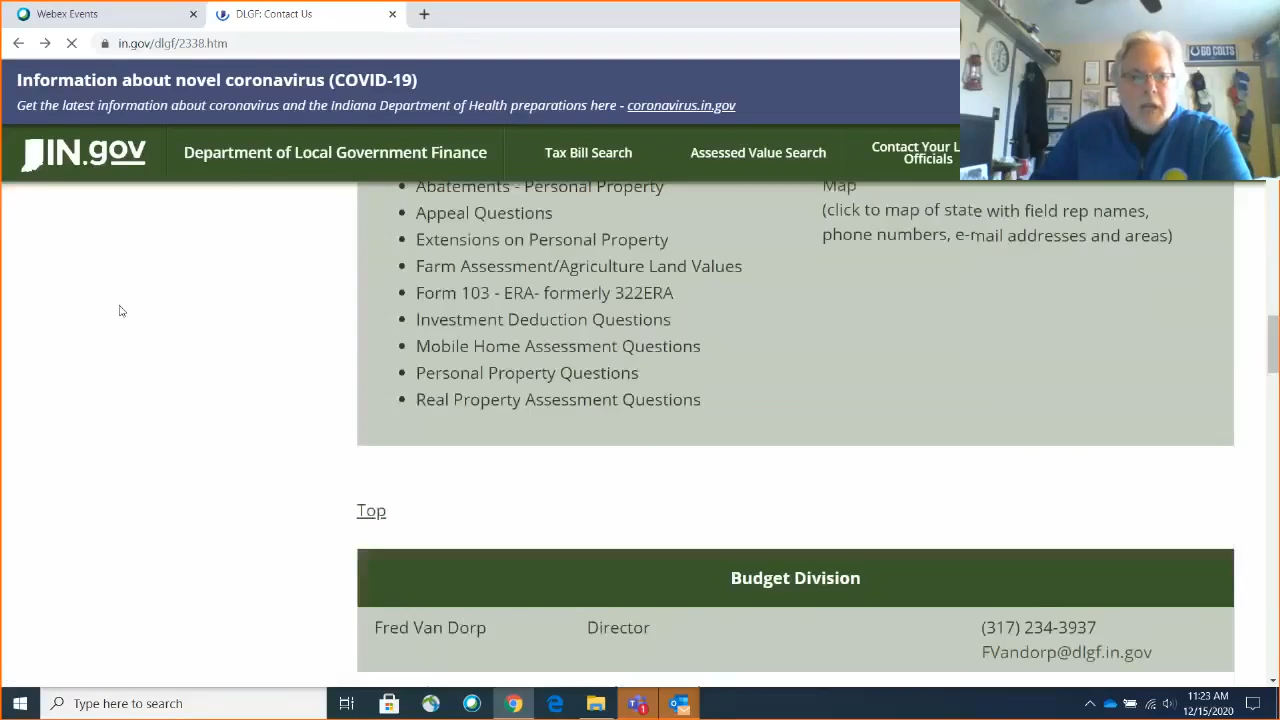 Webex Events
DLGF: Contact Us
in.gov/dlgf/2338.htm
GO COLTS
Information about novel coronavirus (COVID-19)
Get the latest information about coronavirus and the Indiana Department of Health preparations here - coronavirus.in.gov
IN.gov
Department of Local Government Finance
Tax Bill Search
Assessed Value Search
Contact Your L
Officials
Abatements - Personal Property
Map
Appeal Questions
(click to map of state with field rep names,
Extensions on Personal Property
phone numbers, e-mail addresses and areas)
Farm Assessment/Agriculture Land Values
Form 103 - ERA- formerly 322ERA
Investment Deduction Questions
Mobile Home Assessment Questions
Personal Property Questions
Real Property Assessment Questions
Top
Budget Division
Fred Van Dorp Director (317) 234-3937
FVandorp@dlgf.in.gov
Type here to search
1
11:23 AM
12/15/2020